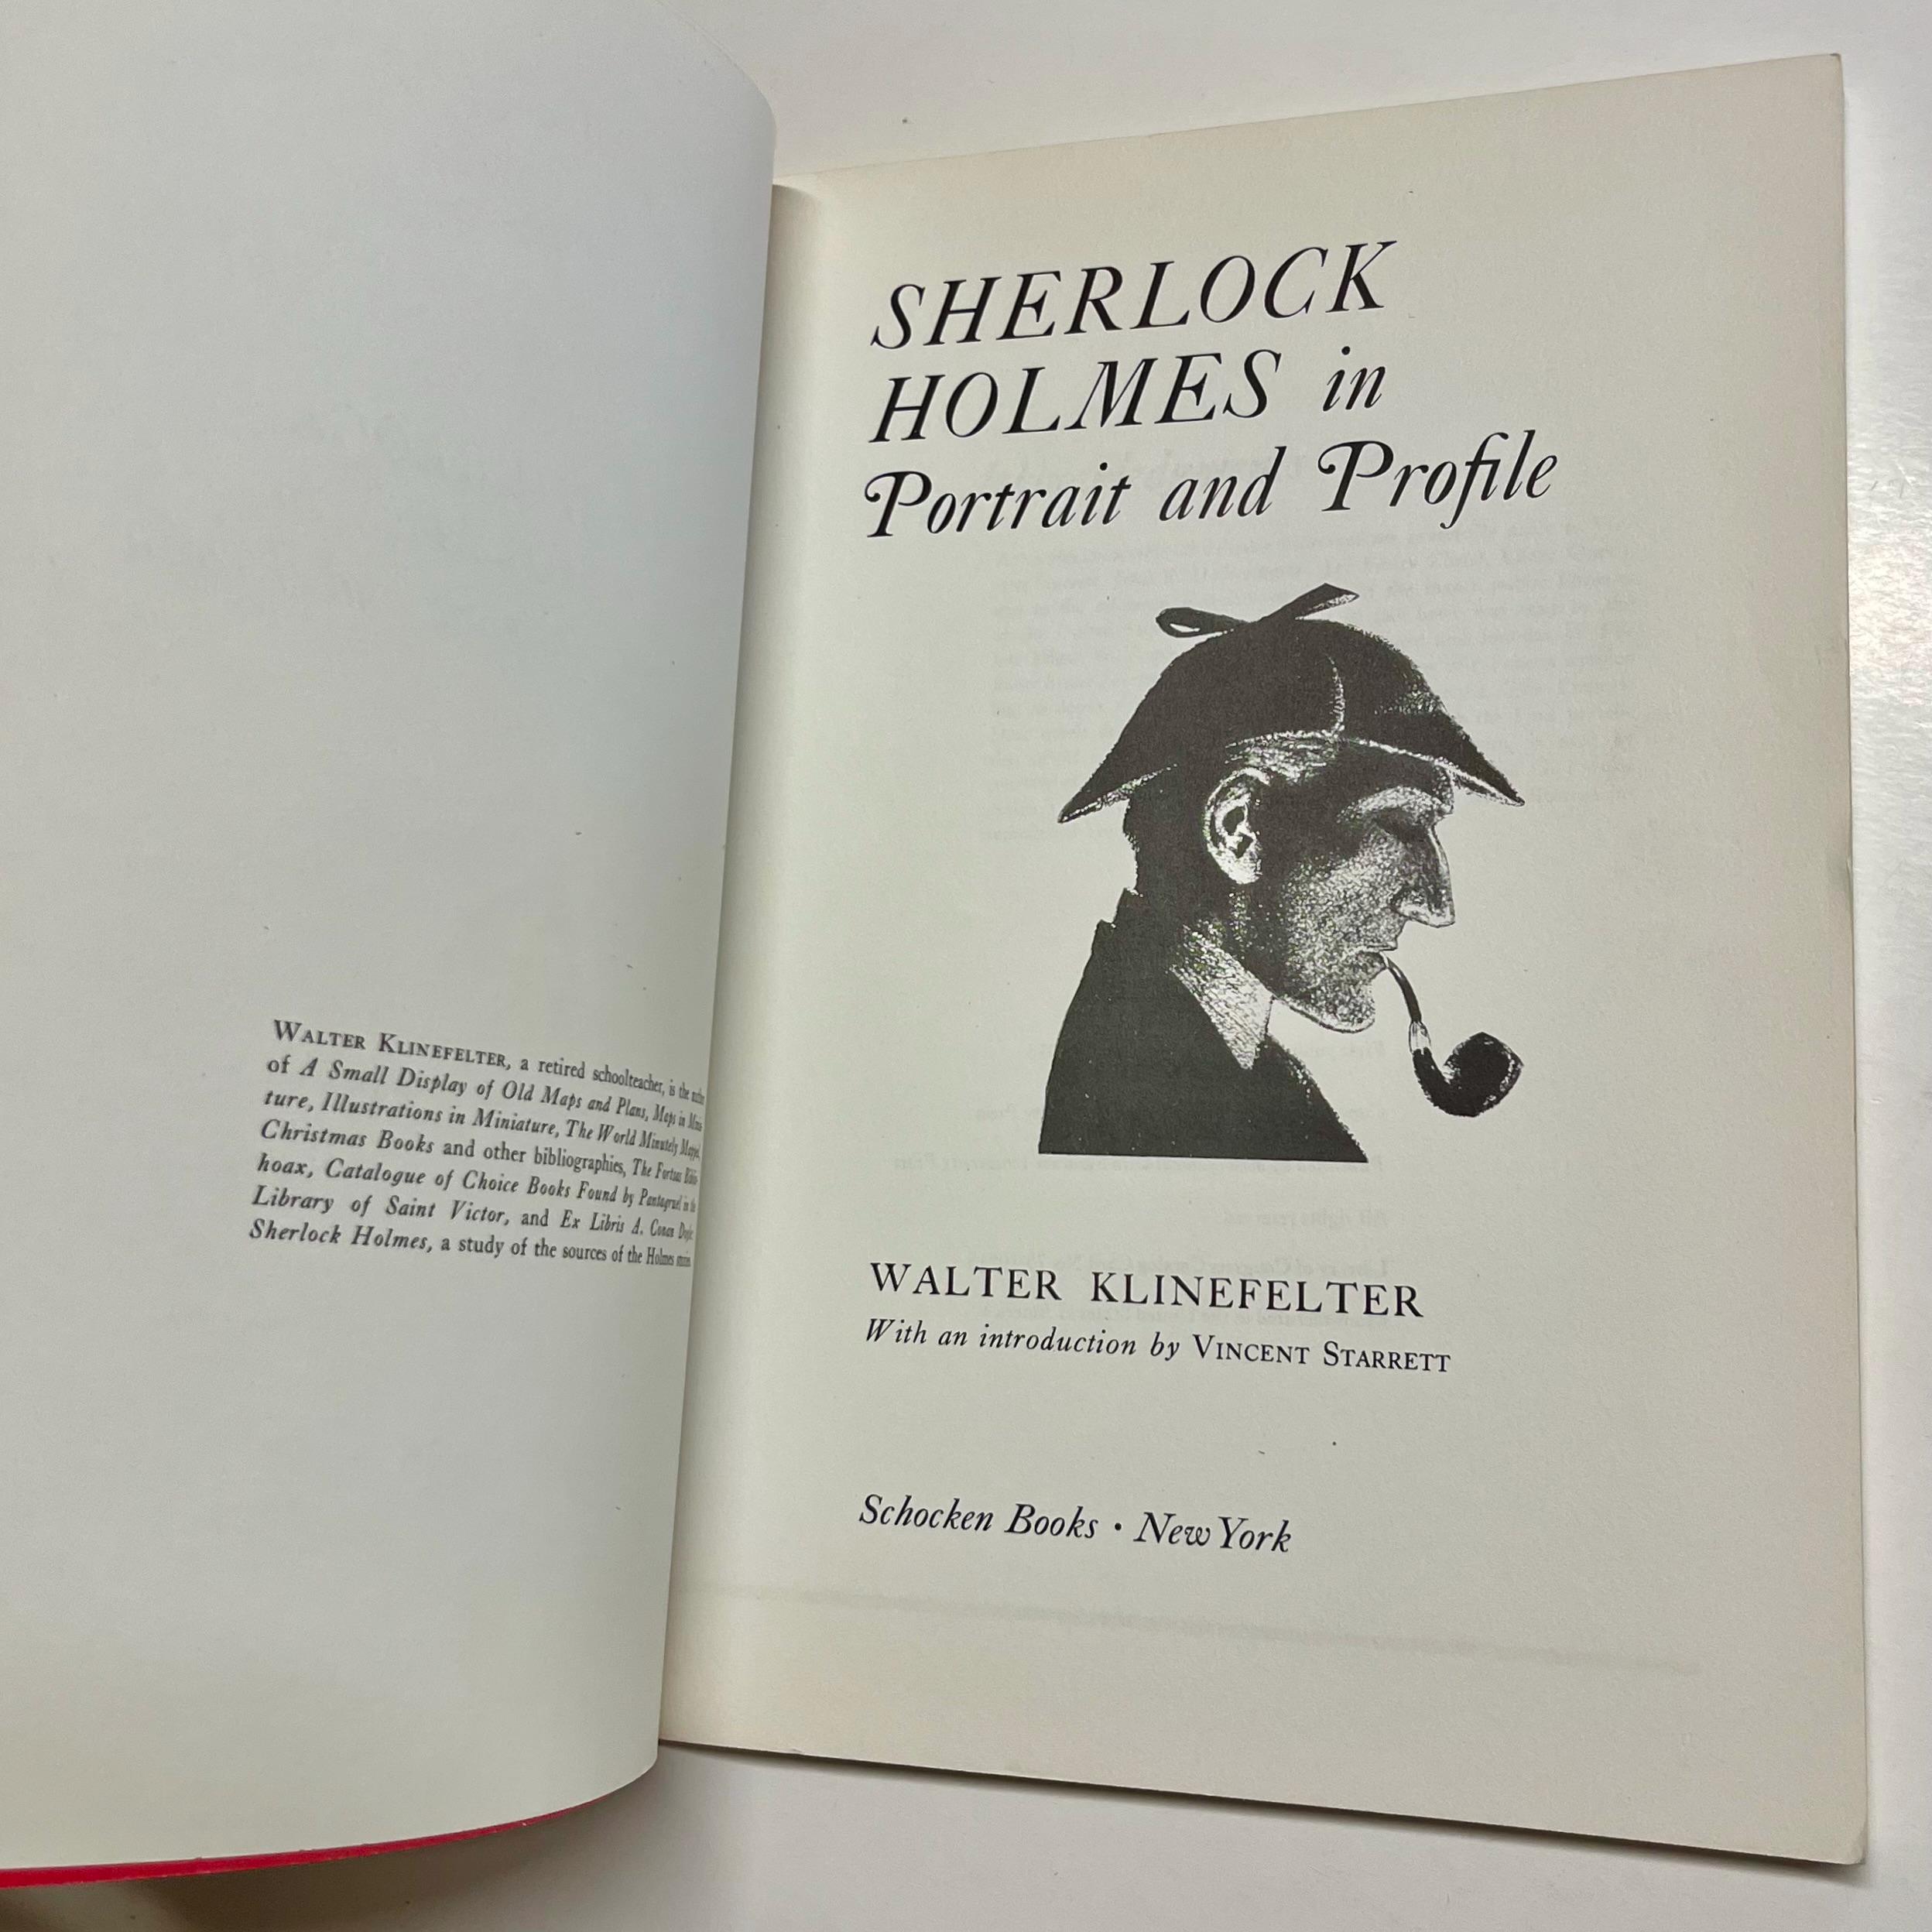 WALTER KLINEFELTER, a retired schoolteacher, is the author
of A Small Display of Old Maps and Plans, Maps in Minia-
ture, Illustrations in Miniature, The World Minutely Mapped,
Christmas Books and other bibliographies, The Fortsas Biblio-
hoax, Catalogue of Choice Books Found by Pantagruel in the
Library of Saint Victor, and Ex Libris A. Conan Doyle:
Sherlock Holmes, a study of the sources of the Holmes stories.
SHERLOCK
HOLMES in
Portrait and Profile
WALTER KLINEFELTER
With an introduction by VINCENT STARRETT
Schocken Books · New York